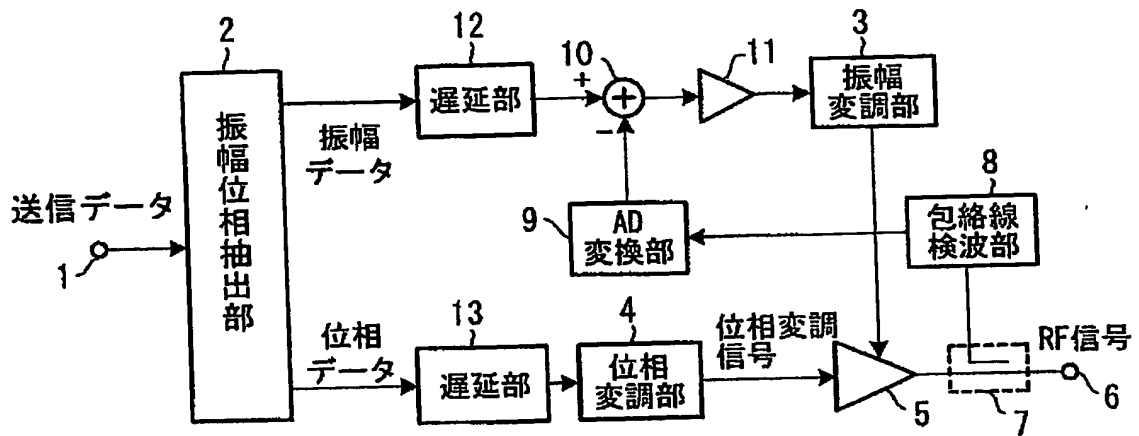 2
12
10
11
3
遅延部
+
+
−
振幅
変調部
振幅位相抽出部
振幅
データ
送信データ
1
9
AD
変換部
8
包絡線
検波部
位相
データ
13
遅延部
4
位相
変調部
位相変調
信号
5
7
RF信号
6